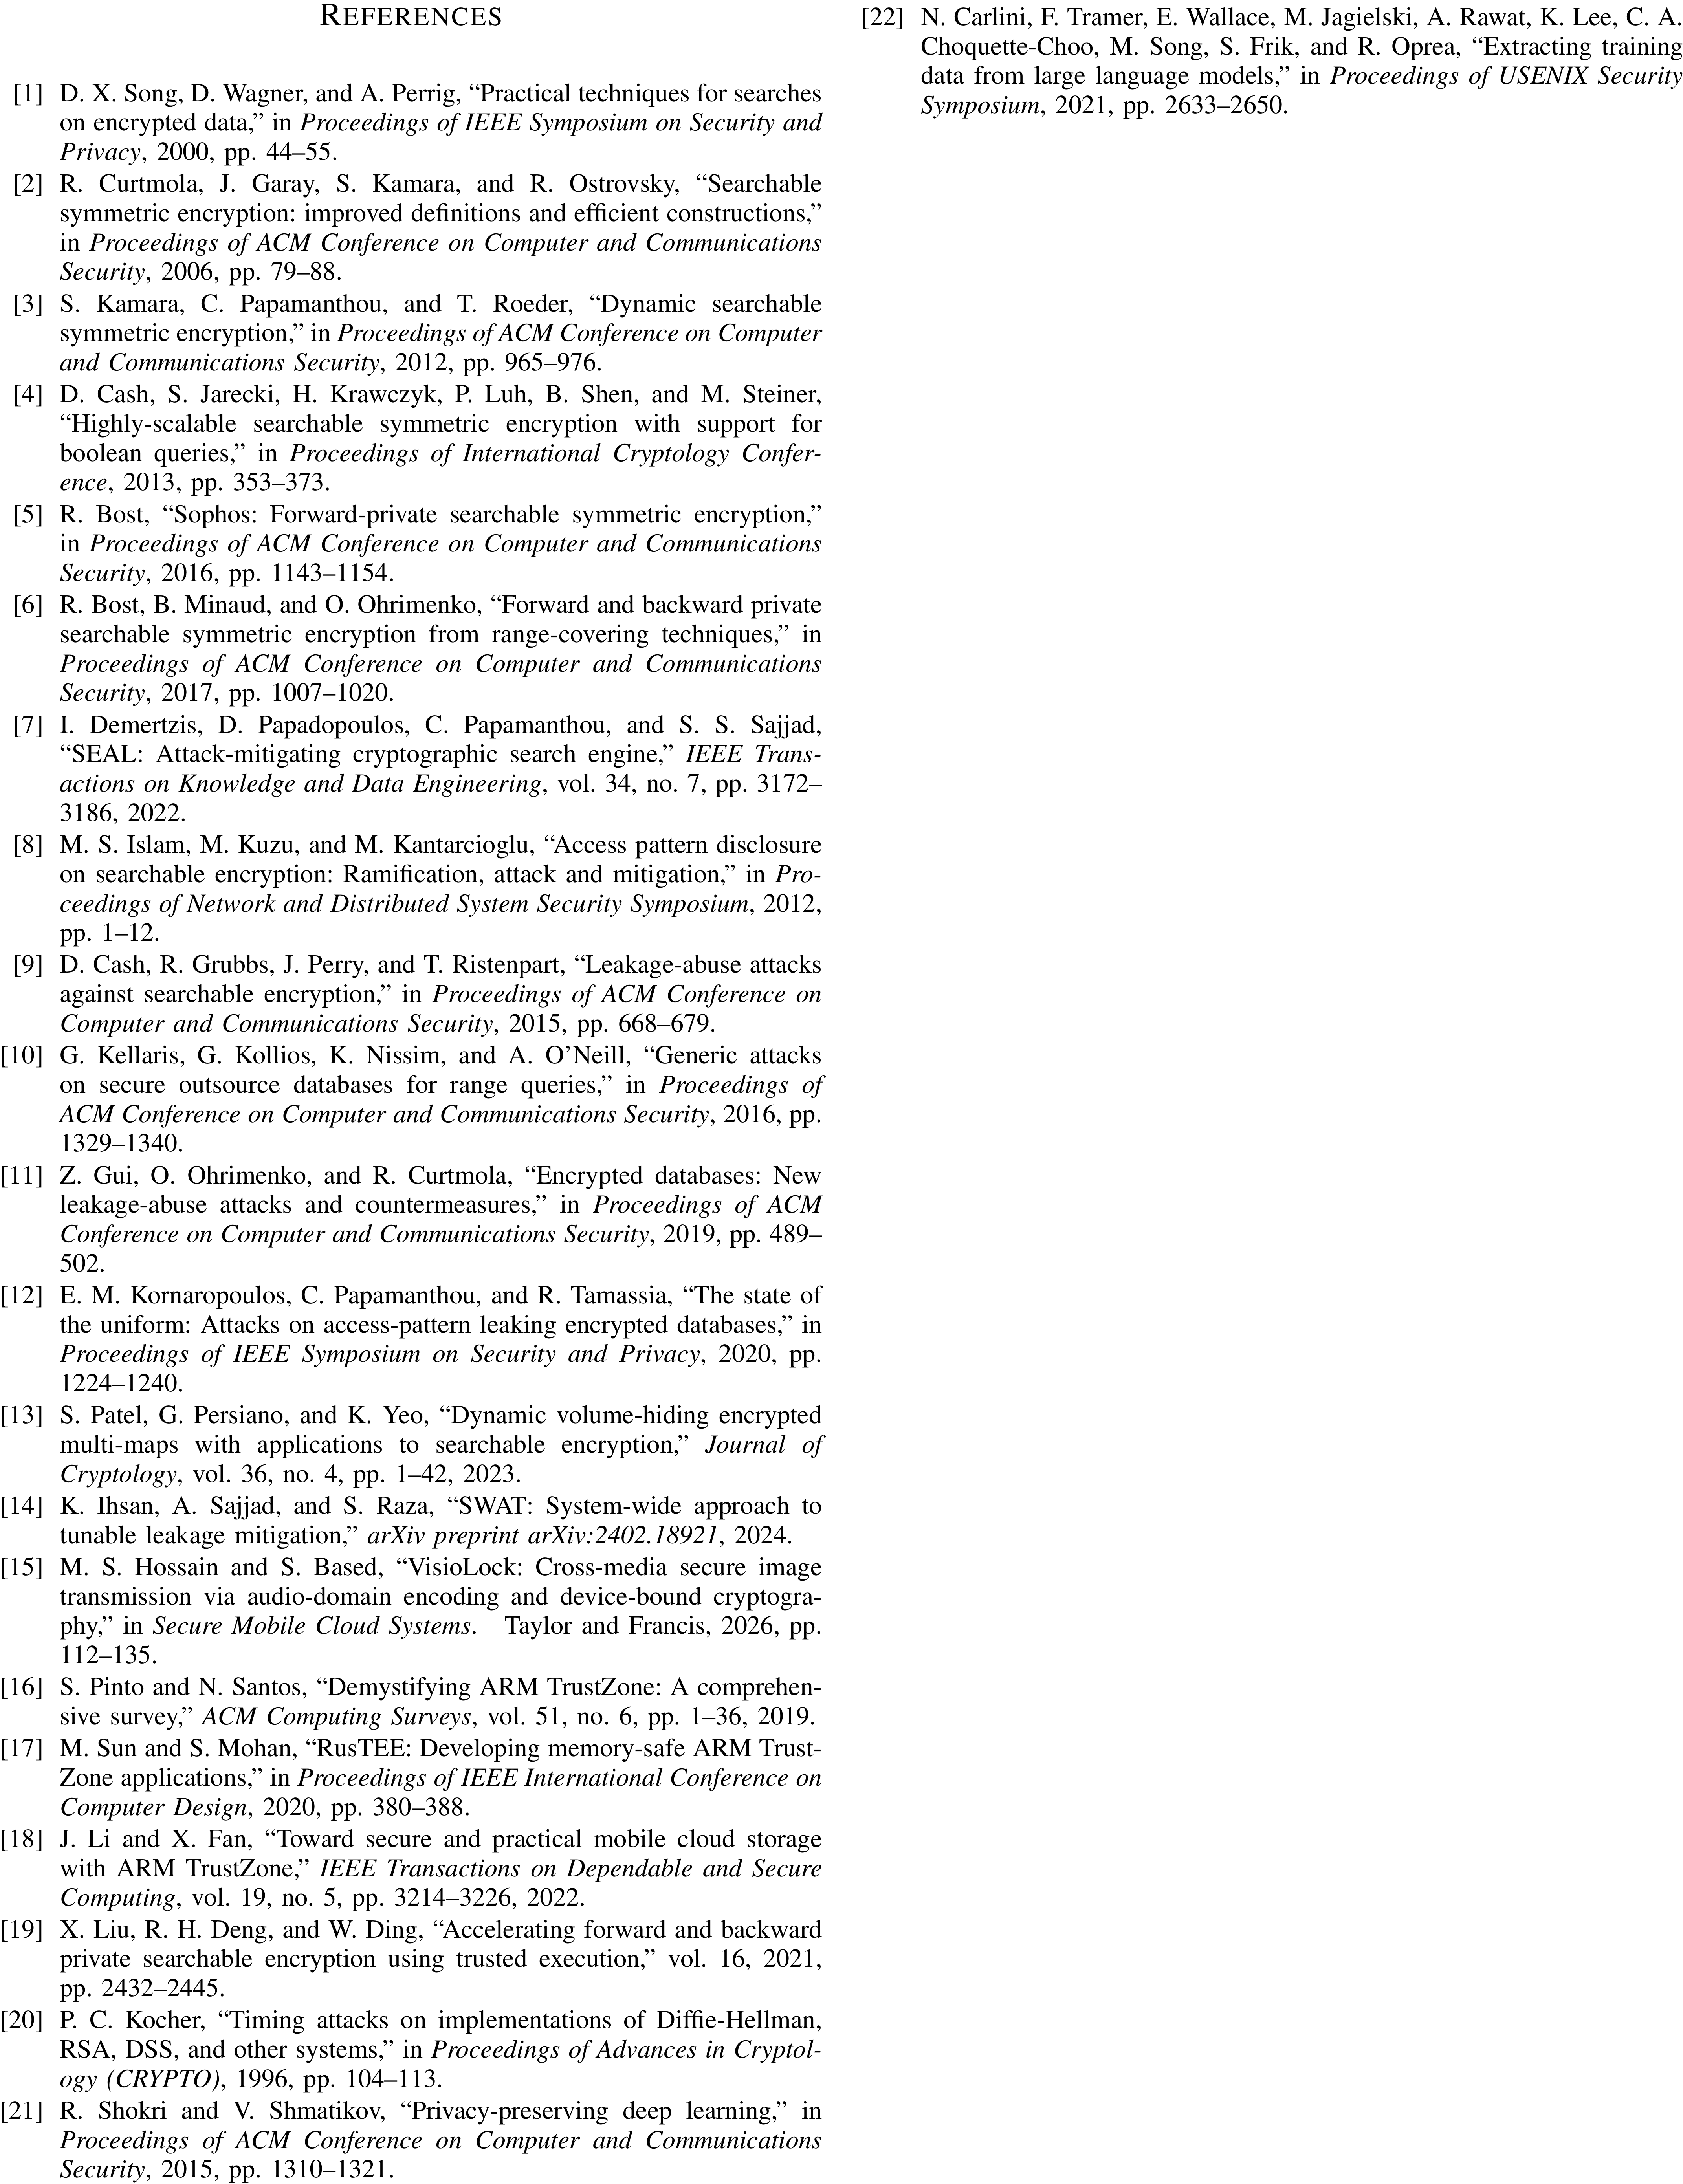 REFERENCES
[1] D. X. Song, D. Wagner, and A. Perrig, “Practical techniques for searches
on encrypted data,” in Proceedings of IEEE Symposium on Security and
Privacy, 2000, pp. 44–55.
[2] R. Curtmola, J. Garay, S. Kamara, and R. Ostrovsky, “Searchable
symmetric encryption: improved definitions and efficient constructions,”
in Proceedings of ACM Conference on Computer and Communications
Security, 2006, pp. 79–88.
[3] S. Kamara, C. Papamanthou, and T. Roeder, “Dynamic searchable
symmetric encryption,” in Proceedings of ACM Conference on Computer
and Communications Security, 2012, pp. 965–976.
[4] D. Cash, S. Jarecki, H. Krawczyk, P. Luh, B. Shen, and M. Steiner,
“Highly-scalable searchable symmetric encryption with support for
boolean queries,” in Proceedings of International Cryptology Confer-
ence, 2013, pp. 353–373.
[5] R. Bost, “Sophos: Forward-private searchable symmetric encryption,”
in Proceedings of ACM Conference on Computer and Communications
Security, 2016, pp. 1143–1154.
[6] R. Bost, B. Minaud, and O. Ohrimenko, “Forward and backward private
searchable symmetric encryption from range-covering techniques,” in
Proceedings of ACM Conference on Computer and Communications
Security, 2017, pp. 1007–1020.
[7] I. Demertzis, D. Papadopoulos, C. Papamanthou, and S. S. Sajjad,
“SEAL: Attack-mitigating cryptographic search engine,” IEEE Trans-
actions on Knowledge and Data Engineering, vol. 34, no. 7, pp. 3172–
3186, 2022.
[8] M. S. Islam, M. Kuzu, and M. Kantarcioglu, “Access pattern disclosure
on searchable encryption: Ramification, attack and mitigation,” in Pro-
ceedings of Network and Distributed System Security Symposium, 2012,
pp. 1–12.
[9] D. Cash, R. Grubbs, J. Perry, and T. Ristenpart, “Leakage-abuse attacks
against searchable encryption,” in Proceedings of ACM Conference on
Computer and Communications Security, 2015, pp. 668–679.
[10] G. Kellaris, G. Kollios, K. Nissim, and A. O’Neill, “Generic attacks
on secure outsource databases for range queries,” in Proceedings of
ACM Conference on Computer and Communications Security, 2016, pp.
1329–1340.
[11] Z. Gui, O. Ohrimenko, and R. Curtmola, “Encrypted databases: New
leakage-abuse attacks and countermeasures,” in Proceedings of ACM
Conference on Computer and Communications Security, 2019, pp. 489–
502.
[12] E. M. Kornaropoulos, C. Papamanthou, and R. Tamassia, “The state of
the uniform: Attacks on access-pattern leaking encrypted databases,” in
Proceedings of IEEE Symposium on Security and Privacy, 2020, pp.
1224–1240.
[13] S. Patel, G. Persiano, and K. Yeo, “Dynamic volume-hiding encrypted
multi-maps with applications to searchable encryption,” Journal of
Cryptology, vol. 36, no. 4, pp. 1–42, 2023.
[14] K. Ihsan, A. Sajjad, and S. Raza, “SWAT: System-wide approach to
tunable leakage mitigation,” arXiv preprint arXiv:2402.18921, 2024.
[15] M. S. Hossain and S. Based, “VisioLock: Cross-media secure image
transmission via audio-domain encoding and device-bound cryptogra-
phy,” in Secure Mobile Cloud Systems. Taylor and Francis, 2026, pp.
112–135.
[16] S. Pinto and N. Santos, “Demystifying ARM TrustZone: A comprehen-
sive survey,” ACM Computing Surveys, vol. 51, no. 6, pp. 1–36, 2019.
[17] M. Sun and S. Mohan, “RusTEE: Developing memory-safe ARM Trust-
Zone applications,” in Proceedings of IEEE International Conference on
Computer Design, 2020, pp. 380–388.
[18] J. Li and X. Fan, “Toward secure and practical mobile cloud storage
with ARM TrustZone,” IEEE Transactions on Dependable and Secure
Computing, vol. 19, no. 5, pp. 3214–3226, 2022.
[19] X. Liu, R. H. Deng, and W. Ding, “Accelerating forward and backward
private searchable encryption using trusted execution,” vol. 16, 2021,
pp. 2432–2445.
[20] P. C. Kocher, “Timing attacks on implementations of Diffie-Hellman,
RSA, DSS, and other systems,” in Proceedings of Advances in Cryptol-
ogy (CRYPTO), 1996, pp. 104–113.
[21] R. Shokri and V. Shmatikov, “Privacy-preserving deep learning,” in
Proceedings of ACM Conference on Computer and Communications
Security, 2015, pp. 1310–1321.
[22] N. Carlini, F. Tramer, E. Wallace, M. Jagielski, A. Rawat, K. Lee, C. A.
Choquette-Choo, M. Song, S. Frik, and R. Oprea, “Extracting training
data from large language models,” in Proceedings of USENIX Security
Symposium, 2021, pp. 2633–2650.